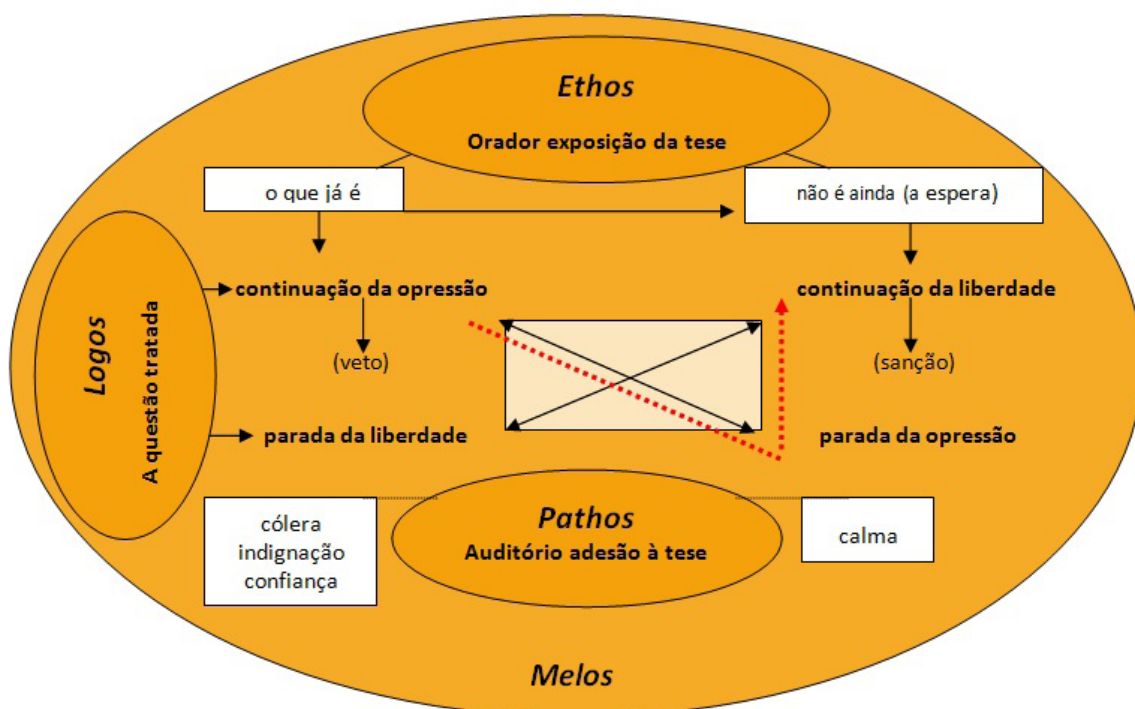 Ethos
Orador exposição da tese
o que já é
não é ainda (a espera)
Logos
A questão tratada
continuação da opressão
continuação da liberdade
(veto)
(sanção)
parada da liberdade
parada da opressão
cólera
indignação
confiança
Pathos
Auditório adesão à tese
calma
Melos